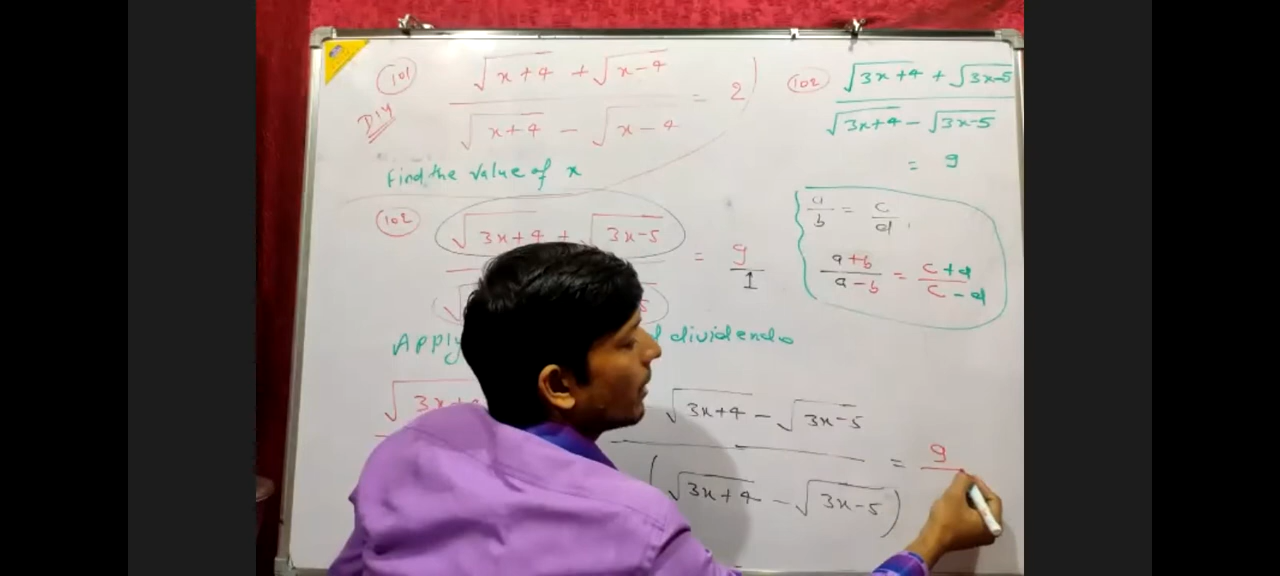 101
√x+4 + √x-4
√x+4 - √x-4
= 2
DIY
Find the value of x
102
√3x+4 + √3x-5
√3x+4 - √3x-5
= 9
102
√3x+4 + √3x-5
= 9
1
a
b
= c
d
a+b
a-b
= c+d
c-d
dividendo
√3x+4 - √3x-5
(√3x+4 - √3x-5)
= 9